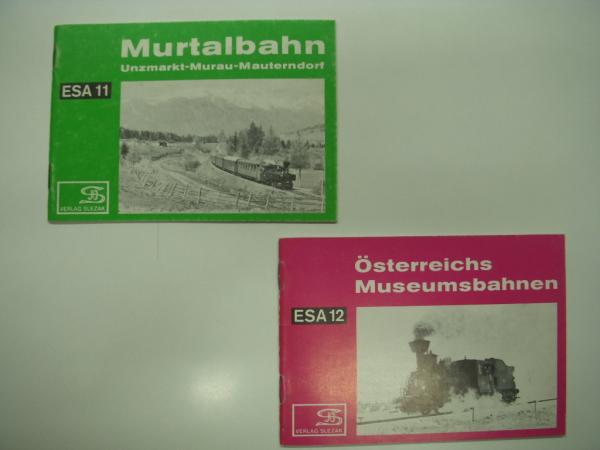 Murtalbahn
Unzmarkt-Murau-Mauterndorf
ESA 11
VERLAG SLEZAK
Österreichs
Museumsbahnen
ESA 12
VERLAG SLEZAK